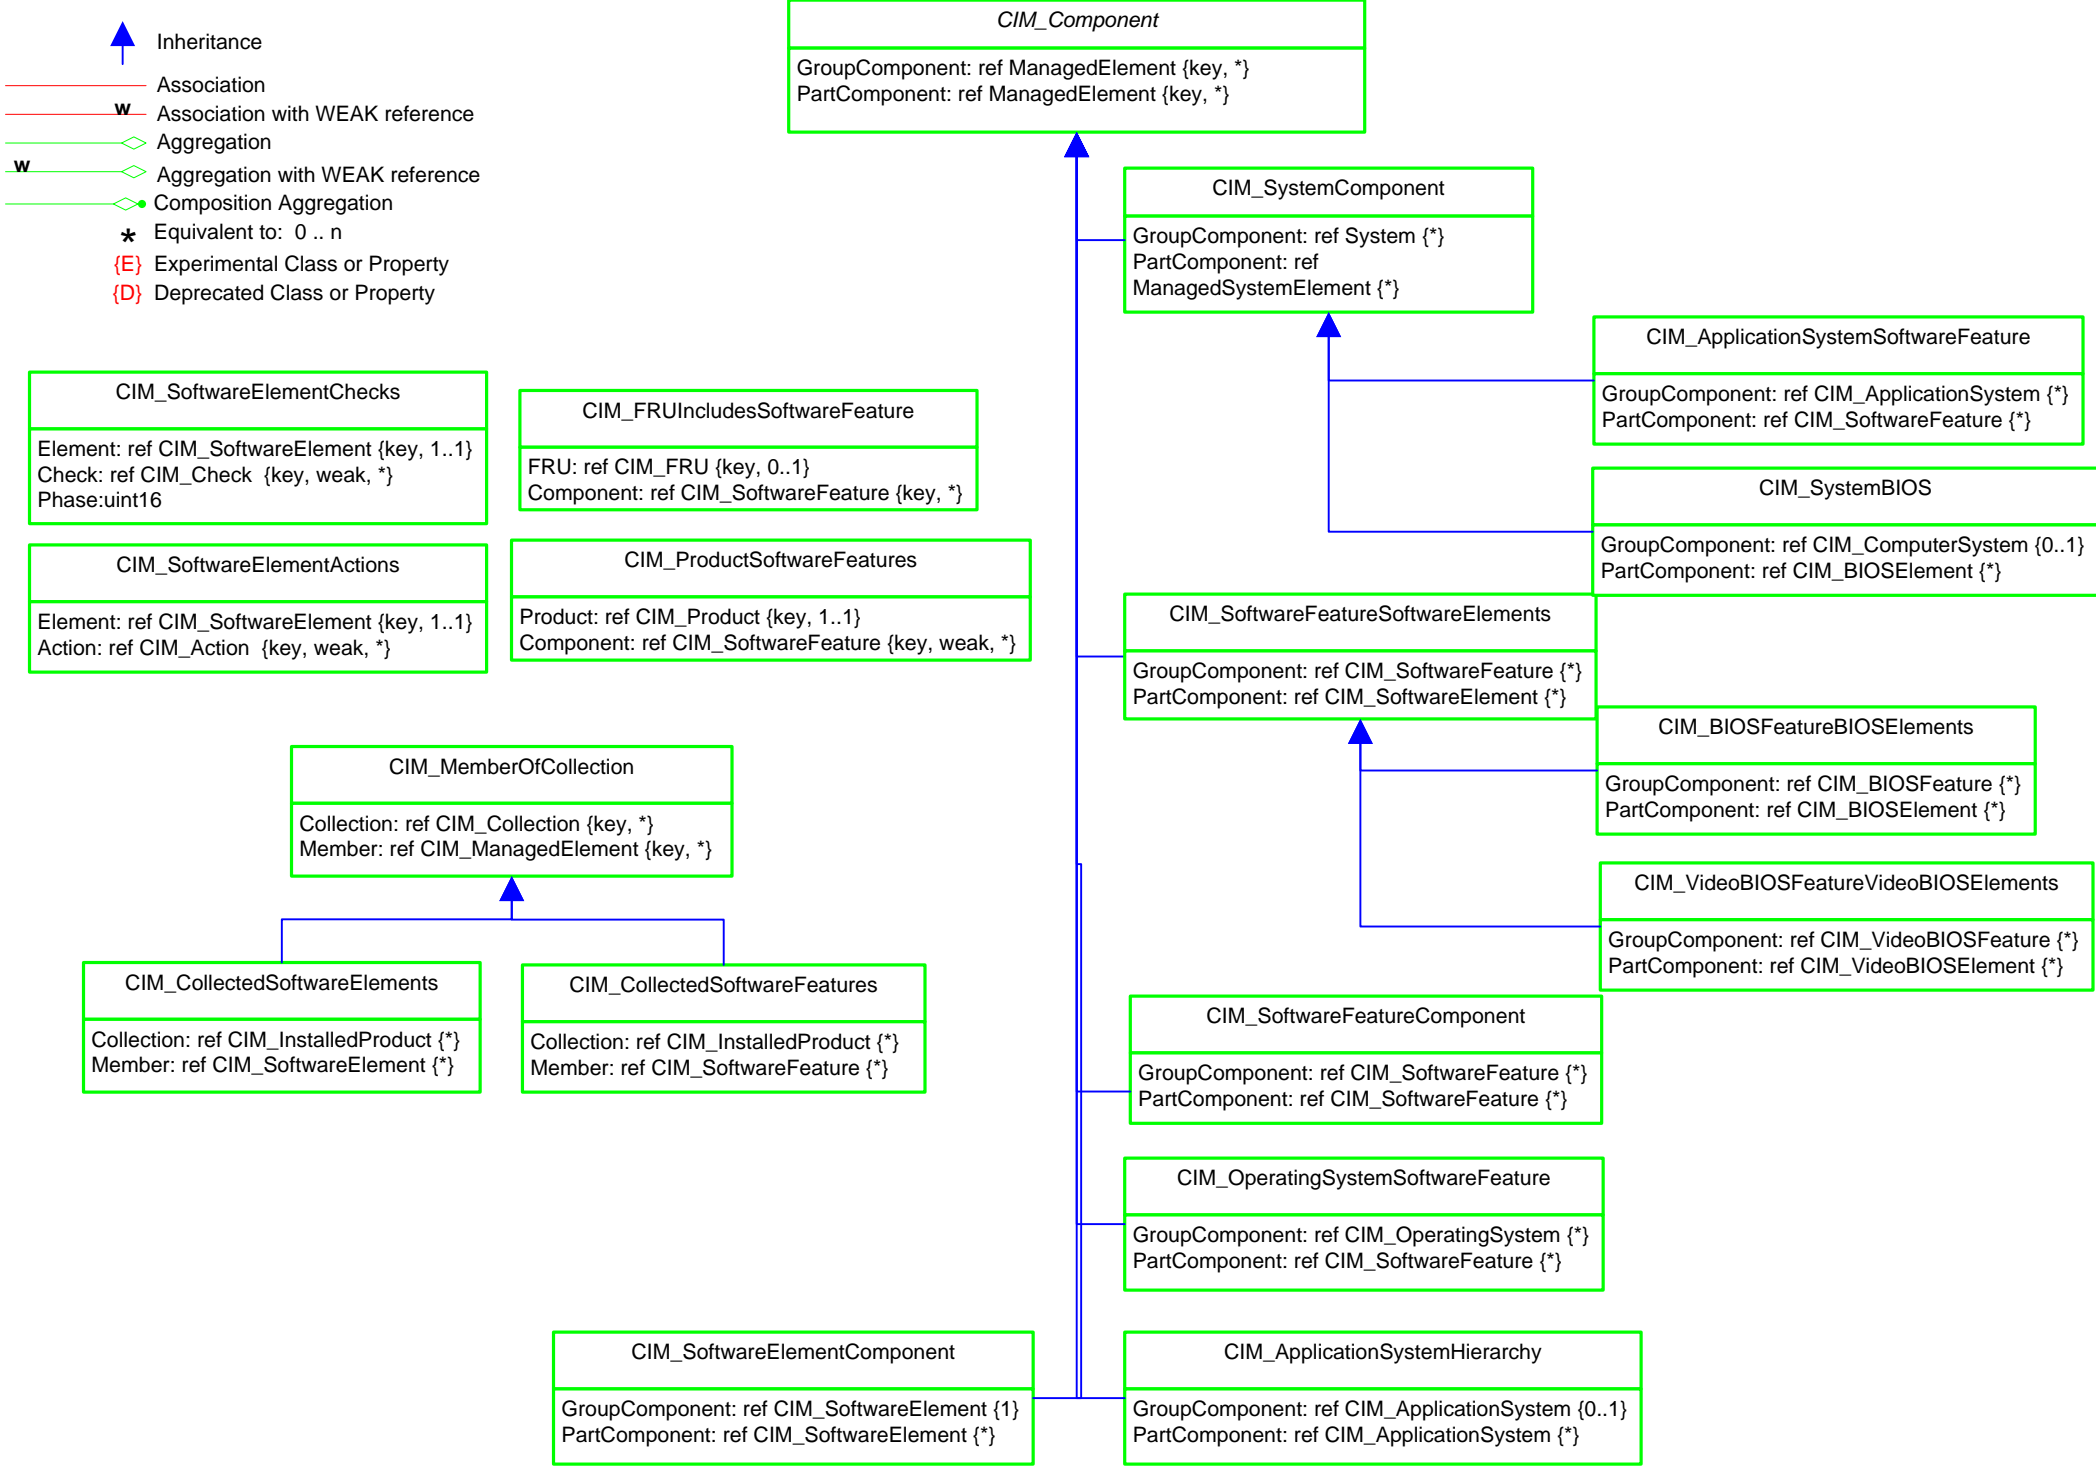 Inheritance
Association
w Association with WEAK reference
Aggregation
w Aggregation with WEAK reference
Composition Aggregation
* Equivalent to: 0 .. n
{E} Experimental Class or Property
{D} Deprecated Class or Property
CIM_Component
GroupComponent: ref ManagedElement {key, *}
PartComponent: ref ManagedElement {key, *}
CIM_SystemComponent
GroupComponent: ref System {*}
PartComponent: ref
ManagedSystemElement {*}
CIM_ApplicationSystemSoftwareFeature
GroupComponent: ref CIM_ApplicationSystem {*}
PartComponent: ref CIM_SoftwareFeature {*}
CIM_SoftwareElementChecks
Element: ref CIM_SoftwareElement {key, 1..1}
Check: ref CIM_Check {key, weak, *}
Phase:uint16
CIM_FRUIncludesSoftwareFeature
FRU: ref CIM_FRU {key, 0..1}
Component: ref CIM_SoftwareFeature {key, *}
CIM_SystemBIOS
GroupComponent: ref CIM_ComputerSystem {0..1}
PartComponent: ref CIM_BIOSElement {*}
CIM_SoftwareElementActions
Element: ref CIM_SoftwareElement {key, 1..1}
Action: ref CIM_Action {key, weak, *}
CIM_ProductSoftwareFeatures
Product: ref CIM_Product {key, 1..1}
Component: ref CIM_SoftwareFeature {key, weak, *}
CIM_SoftwareFeatureSoftwareElements
GroupComponent: ref CIM_SoftwareFeature {*}
PartComponent: ref CIM_SoftwareElement {*}
CIM_BIOSFeatureBIOSElements
GroupComponent: ref CIM_BIOSFeature {*}
PartComponent: ref CIM_BIOSElement {*}
CIM_MemberOfCollection
Collection: ref CIM_Collection {key, *}
Member: ref CIM_ManagedElement {key, *}
CIM_VideoBIOSFeatureVideoBIOSElements
GroupComponent: ref CIM_VideoBIOSFeature {*}
PartComponent: ref CIM_VideoBIOSElement {*}
CIM_CollectedSoftwareElements
Collection: ref CIM_InstalledProduct {*}
Member: ref CIM_SoftwareElement {*}
CIM_CollectedSoftwareFeatures
Collection: ref CIM_InstalledProduct {*}
Member: ref CIM_SoftwareFeature {*}
CIM_SoftwareFeatureComponent
GroupComponent: ref CIM_SoftwareFeature {*}
PartComponent: ref CIM_SoftwareFeature {*}
CIM_OperatingSystemSoftwareFeature
GroupComponent: ref CIM_OperatingSystem {*}
PartComponent: ref CIM_SoftwareFeature {*}
CIM_SoftwareElementComponent
GroupComponent: ref CIM_SoftwareElement {1}
PartComponent: ref CIM_SoftwareElement {*}
CIM_ApplicationSystemHierarchy
GroupComponent: ref CIM_ApplicationSystem {0..1}
PartComponent: ref CIM_ApplicationSystem {*}